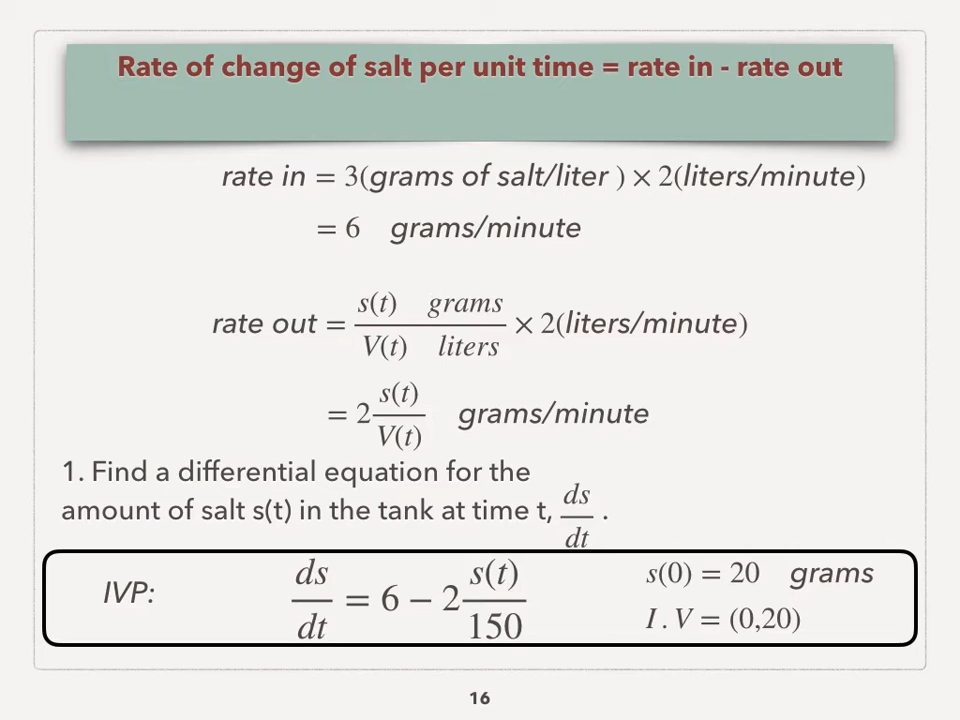 Rate of change of salt per unit time = rate in - rate out
rate in = 3(grams of salt/liter ) × 2(liters/minute)
= 6 grams/minute
rate out = s(t) grams / V(t) liters × 2(liters/minute)
= 2 s(t) / V(t) grams/minute
1. Find a differential equation for the
amount of salt s(t) in the tank at time t, ds / dt .
IVP: ds / dt = 6 − 2 s(t) / 150 s(0) = 20 grams
I . V = (0,20)
16